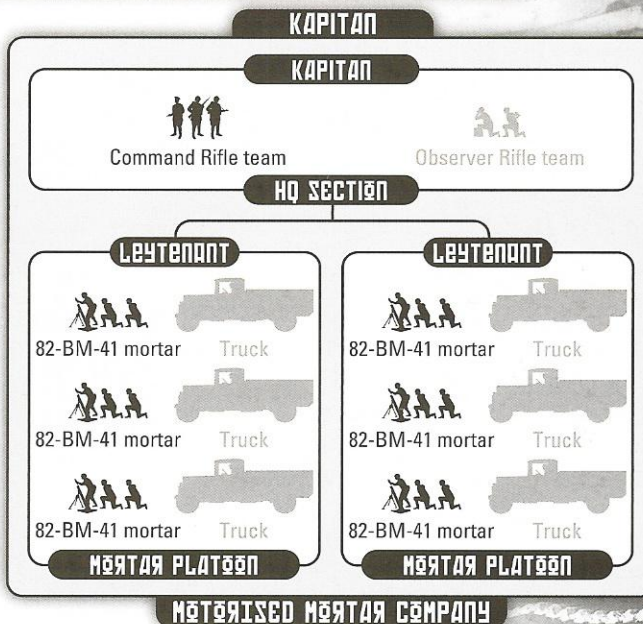 KAPITAN
KAPITAN
Command Rifle team Observer Rifle team
HQ SECTION
LEYTENANT LEYTENANT
82-BM-41 mortar Truck 82-BM-41 mortar Truck
82-BM-41 mortar Truck 82-BM-41 mortar Truck
82-BM-41 mortar Truck 82-BM-41 mortar Truck
MORTAR PLATOON MORTAR PLATOON
MOTORISED MORTAR COMPANY